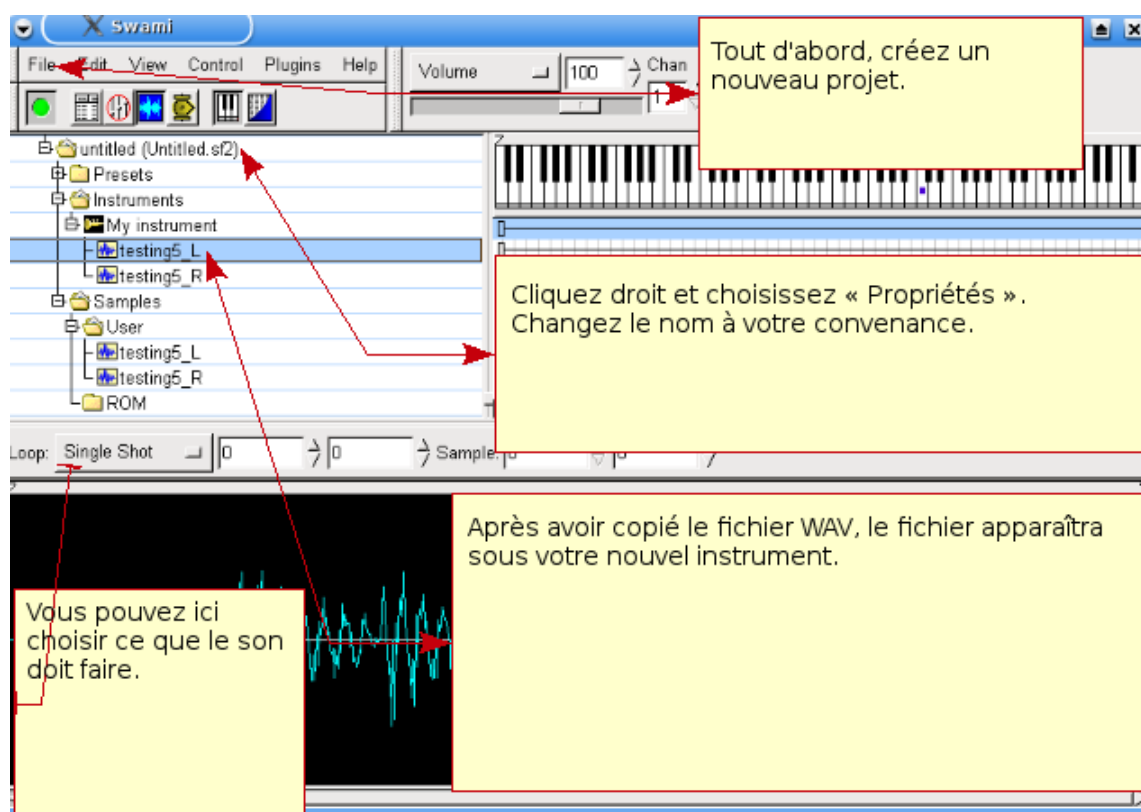 Swami
File Edit View Control Plugins Help
Volume 100 Chan 1
Tout d'abord, créez un
nouveau projet.
untitled (Untitled.sf2)
Presets
Instruments
My instrument
testing5_L
testing5_R
Samples
User
testing5_L
testing5_R
ROM
Cliquez droit et choisissez « Propriétés ».
Changez le nom à votre convenance.
Loop: Single Shot 0 0 Sample: 0 0
Après avoir copié le fichier WAV, le fichier apparaîtra
sous votre nouvel instrument.
Vous pouvez ici
choisir ce que le son
doit faire.